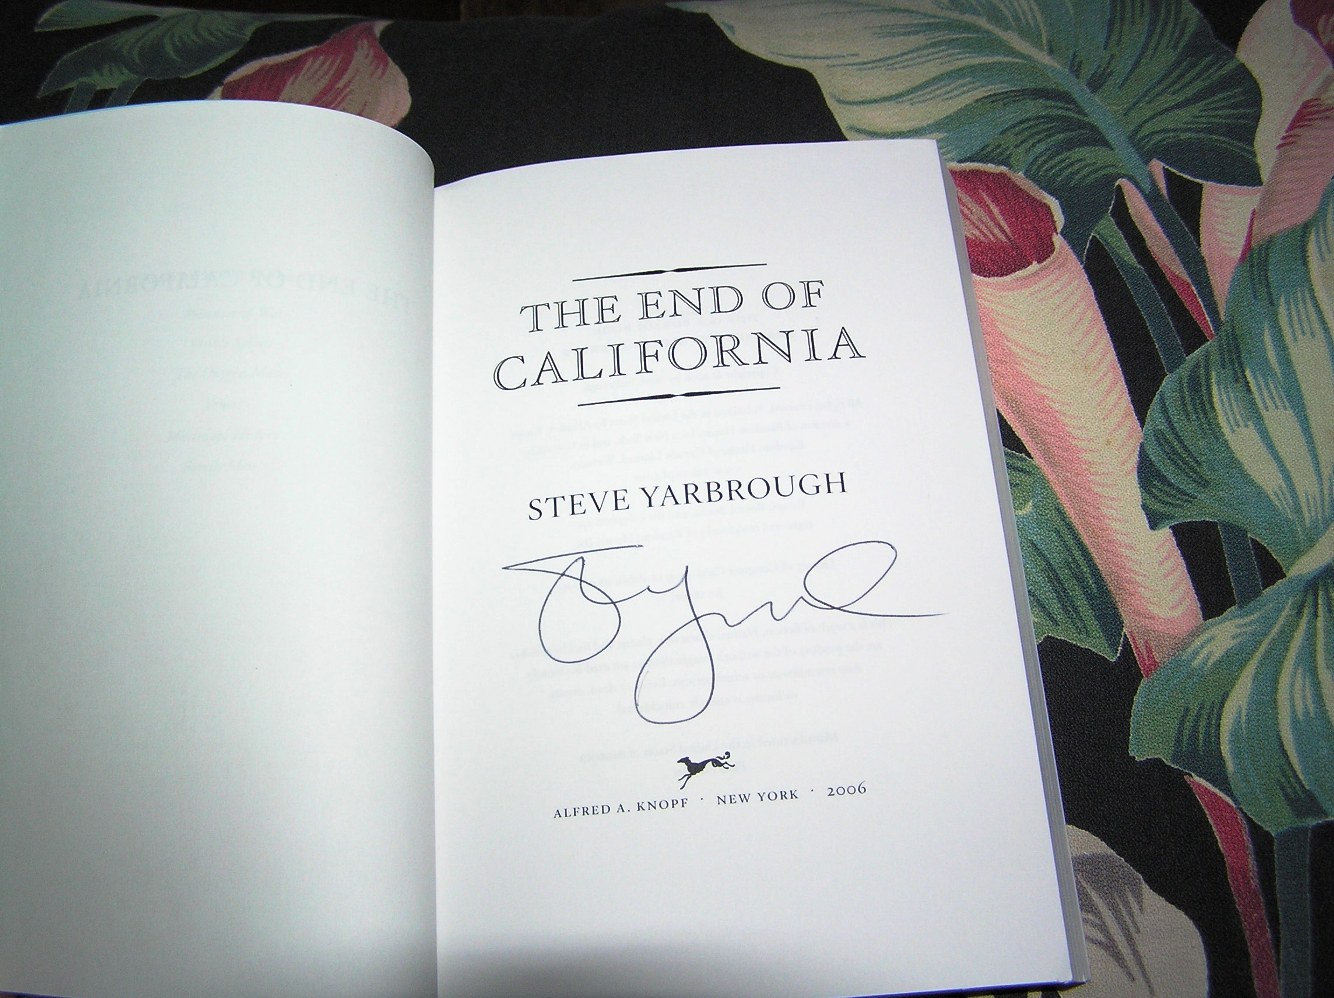 THE END OF
CALIFORNIA
STEVE YARBROUGH
ALFRED A. KNOPF · NEW YORK · 2006